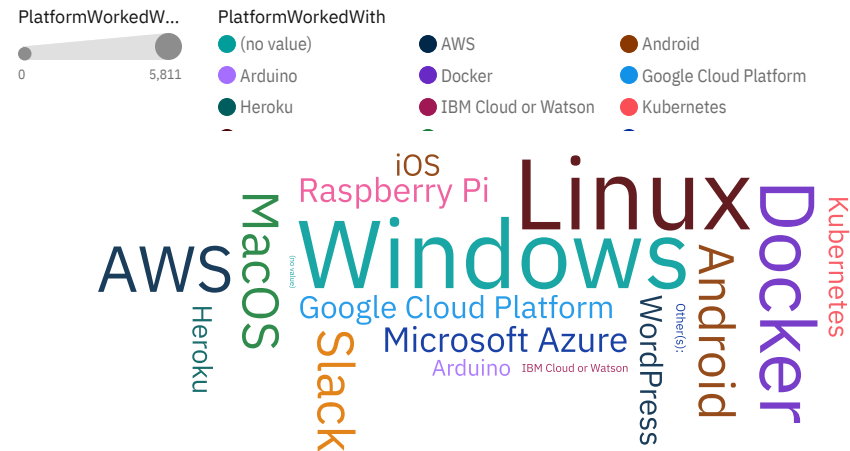 PlatformWorkedW...
PlatformWorkedWith
0
5,811
(no value)
AWS
Android
Arduino
Docker
Google Cloud Platform
Heroku
IBM Cloud or Watson
Kubernetes
iOS
Raspberry Pi
Linux
MacOS
Windows
AWS
(no value)
Docker
Kubernetes
Android
Google Cloud Platform
Heroku
Slack
Microsoft Azure
WordPress
Other(s):
Arduino
IBM Cloud or Watson